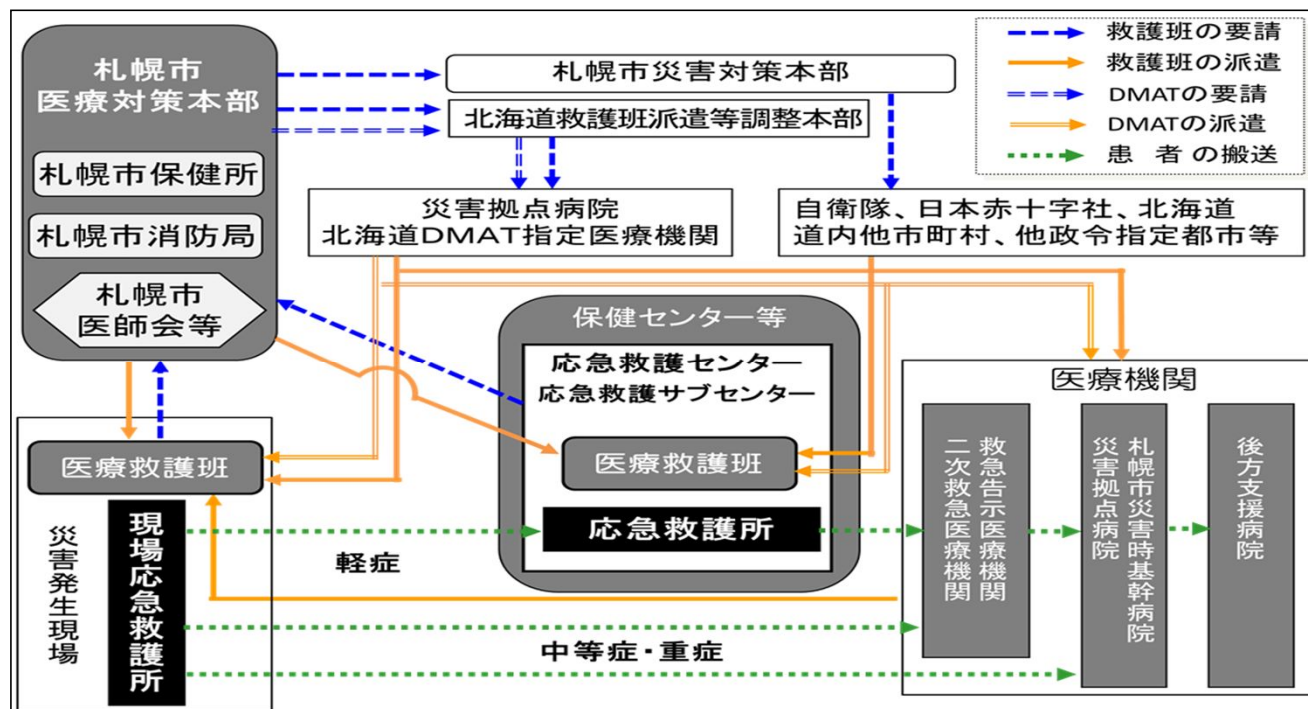 札幌市
医療対策本部
札幌市保健所
札幌市消防局
札幌市
医師会等
札幌市災害対策本部
北海道救護班派遣等調整本部
救護班の要請
救護班の派遣
DMATの要請
DMATの派遣
患者の搬送
災害拠点病院
北海道DMAT指定医療機関
自衛隊、日本赤十字社、北海道
道内他市町村、他政令指定都市等
保健センター等
応急救護センター
応急救護サブセンター
医療救護班
応急救護所
医療救護班
災害発生現場
現場応急救護所
軽症
中等症・重症
医療機関
救急告示医療機関
二次救急医療機関
札幌市災害時基幹病院
災害拠点病院
後方支援病院